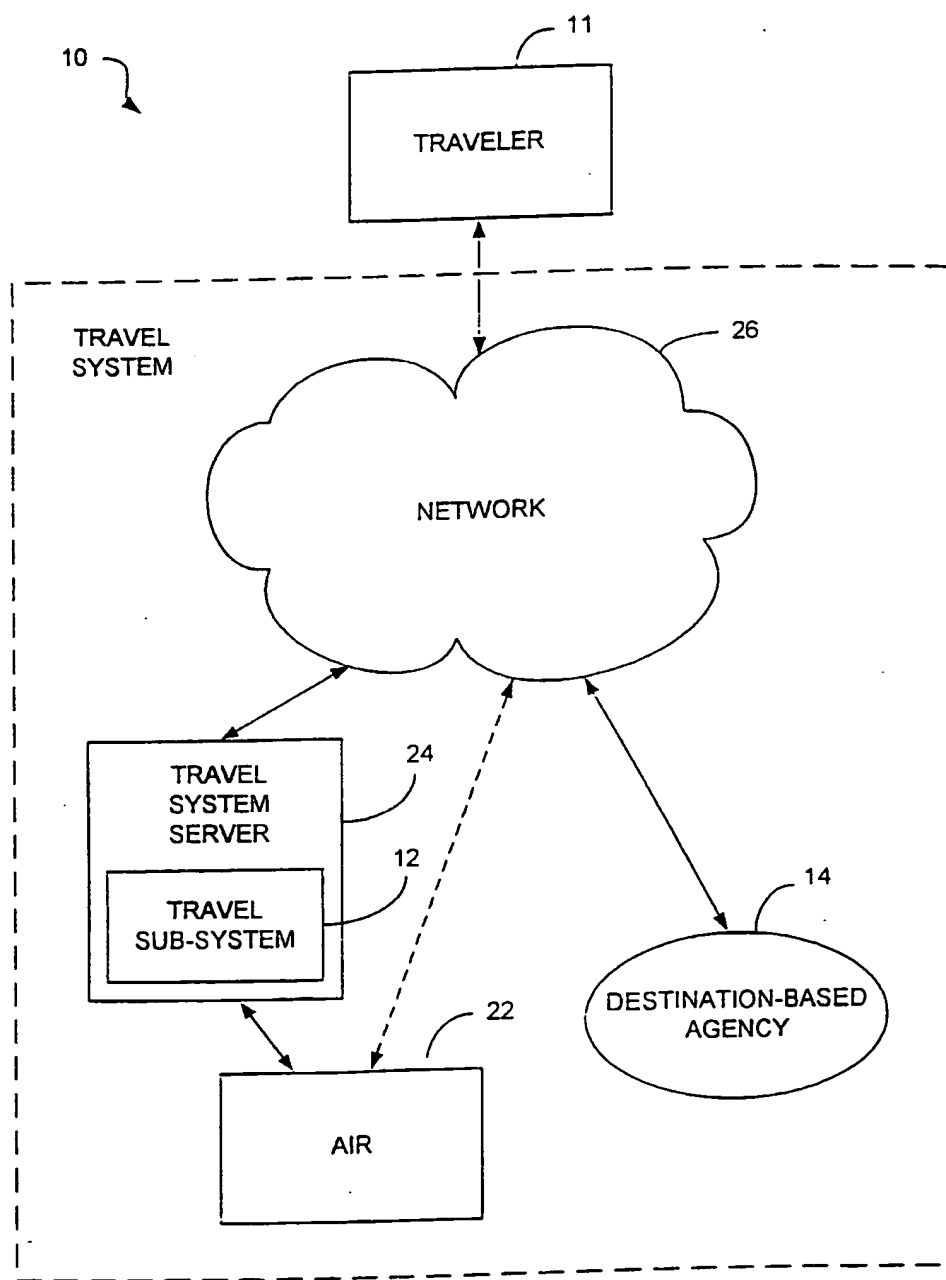 11
10
TRAVELER
TRAVEL
SYSTEM
26
NETWORK
TRAVEL
SYSTEM
SERVER
24
12
TRAVEL
SUB-SYSTEM
14
DESTINATION-BASED
AGENCY
22
AIR